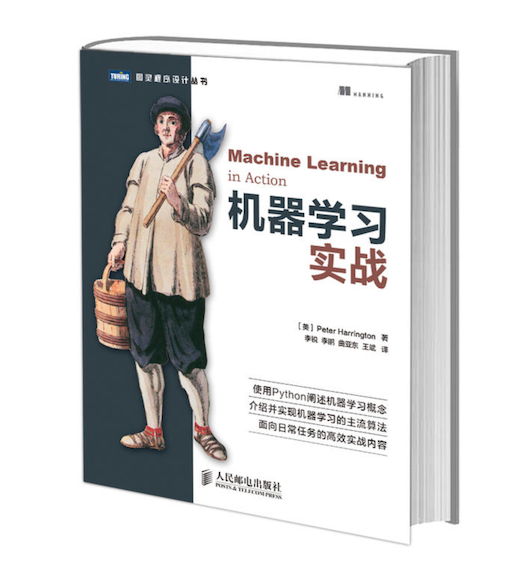 TURING 图灵程序设计丛书
MANNING
Machine Learning
in Action
机器学习
实战
[美] Peter Harrington 著
李锐 李鹏 曲亚东 王斌 译
使用Python阐述机器学习概念
介绍并实现机器学习的主流算法
面向日常任务的高效实战内容
人民邮电出版社
POSTS & TELECOM PRESS